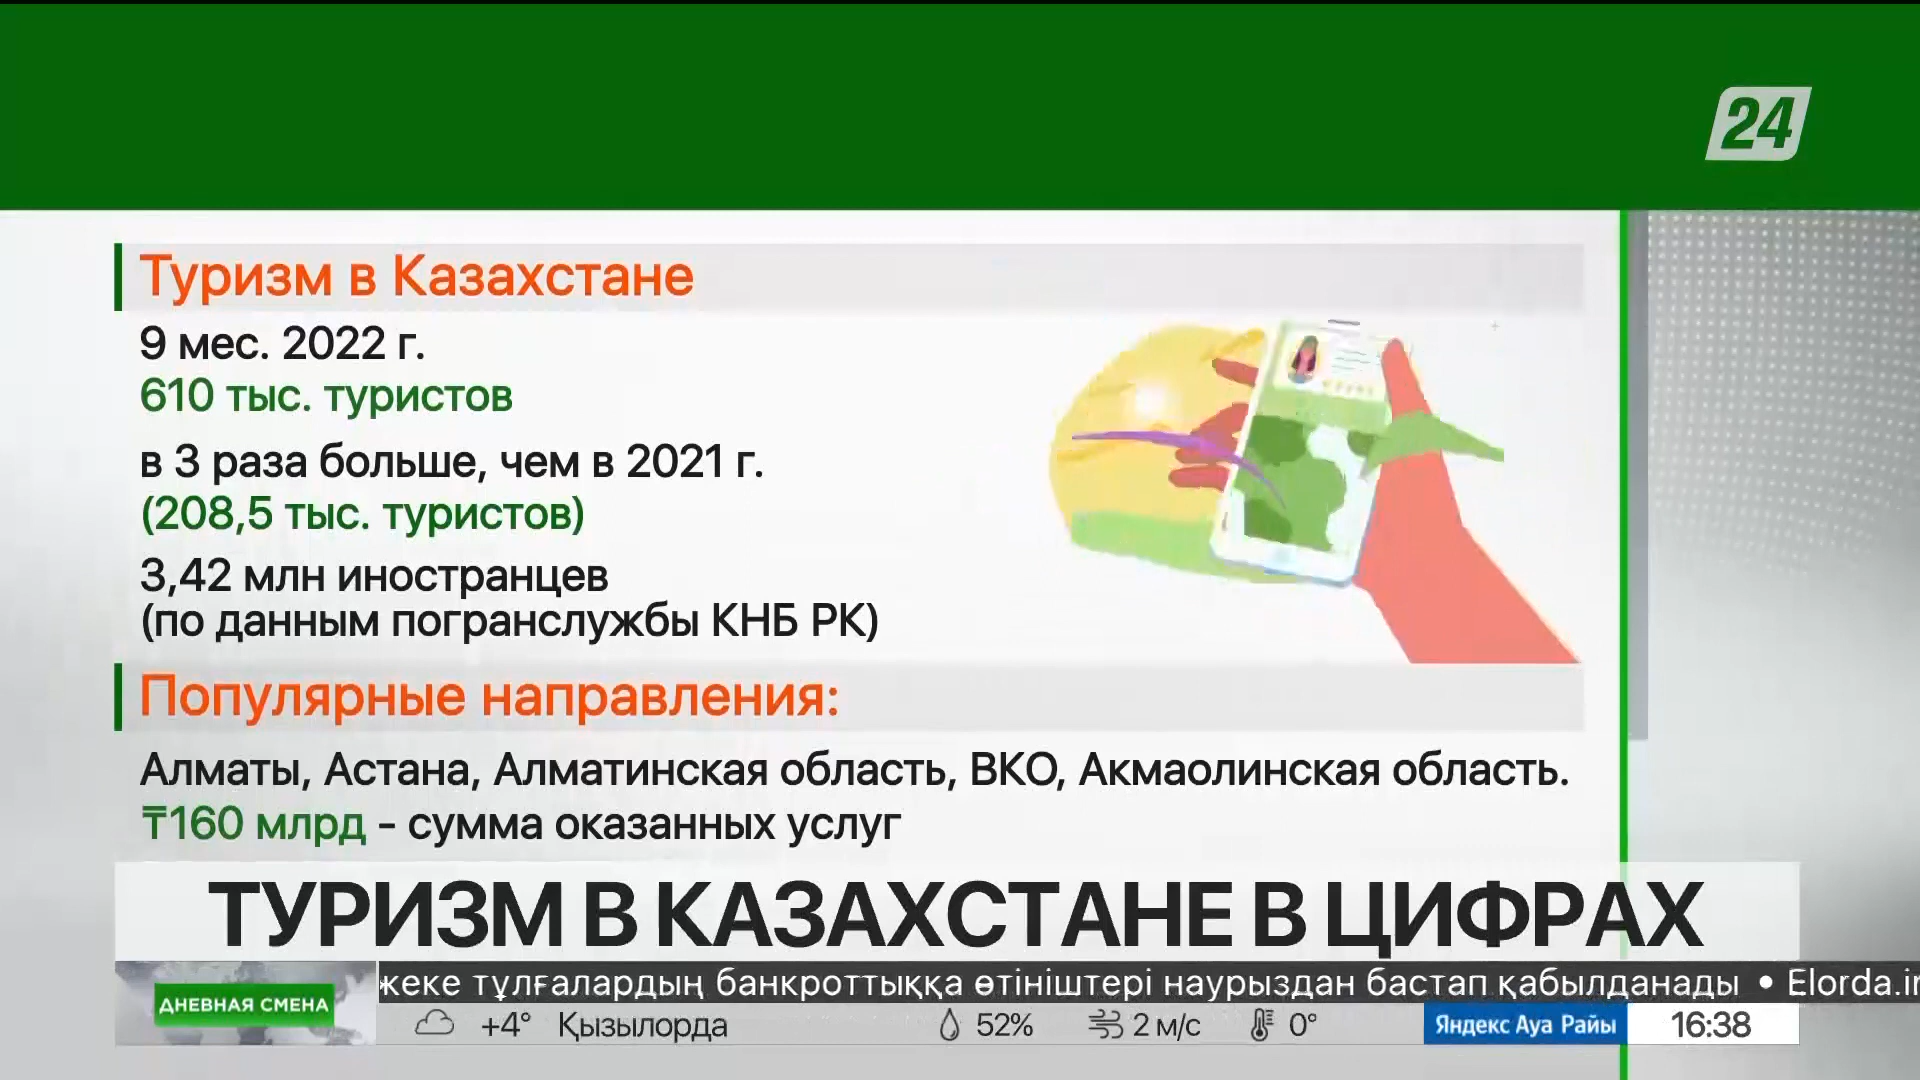 24
Туризм в Казахстане
9 мес. 2022 г.
610 тыс. туристов
в 3 раза больше, чем в 2021 г.
(208,5 тыс. туристов)
3,42 млн иностранцев
(по данным погранслужбы КНБ РК)
Популярные направления:
Алматы, Астана, Алматинская область, ВКО, Акмаолинская область.
₸160 млрд - сумма оказанных услуг
ТУРИЗМ В КАЗАХСТАНЕ В ЦИФРАХ
жеке тұлғалардың банкроттыққа өтініштері наурыздан бастап қабылданады • Elorda.in
ДНЕВНАЯ СМЕНА
+4° Қызылорда 52% 2 м/с 0° Яндекс Ауа Райы 16:38